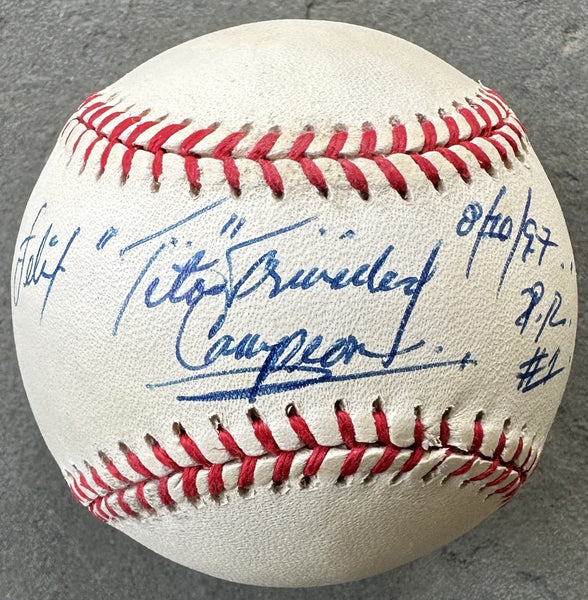 Felix "Tito" Trinidad
Campeon.
8/10/97..
P.R.
#1